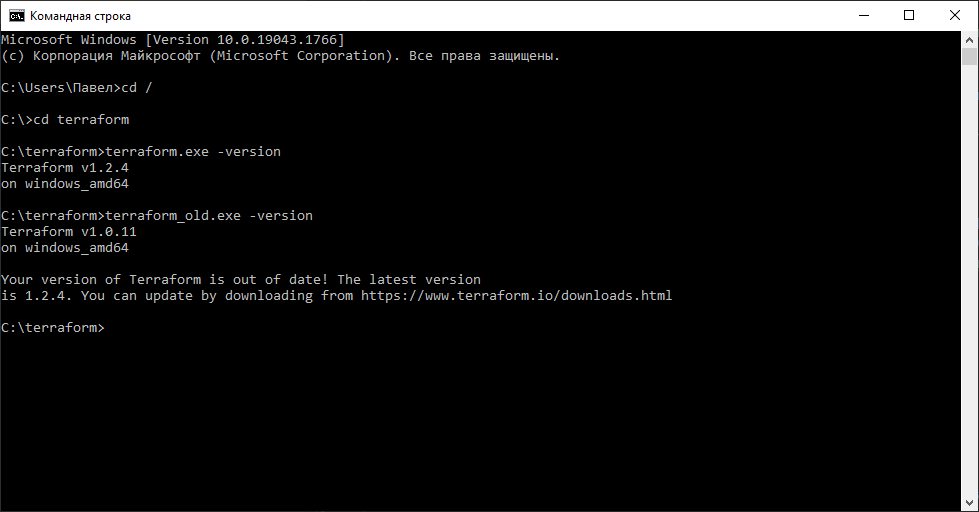 Командная строка
Microsoft Windows [Version 10.0.19043.1766]
(c) Корпорация Майкрософт (Microsoft Corporation). Все права защищены.
C:\Users\Павел>cd /
C:\>cd terraform
C:\terraform>terraform.exe -version
Terraform v1.2.4
on windows_amd64
C:\terraform>terraform_old.exe -version
Terraform v1.0.11
on windows_amd64
Your version of Terraform is out of date! The latest version
is 1.2.4. You can update by downloading from https://www.terraform.io/downloads.html
C:\terraform>